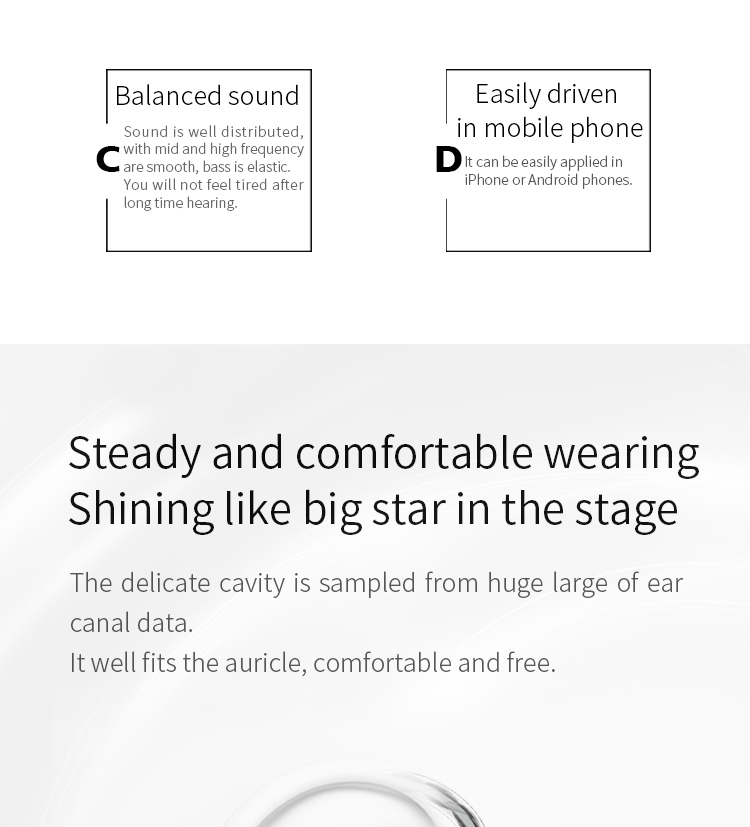 Balanced sound
C
Sound is well distributed,
with mid and high frequency
are smooth, bass is elastic.
You will not feel tired after
long time hearing.
Easily driven
in mobile phone
D
It can be easily applied in
iPhone or Android phones.
Steady and comfortable wearing
Shining like big star in the stage
The delicate cavity is sampled from huge large of ear
canal data.
It well fits the auricle, comfortable and free.